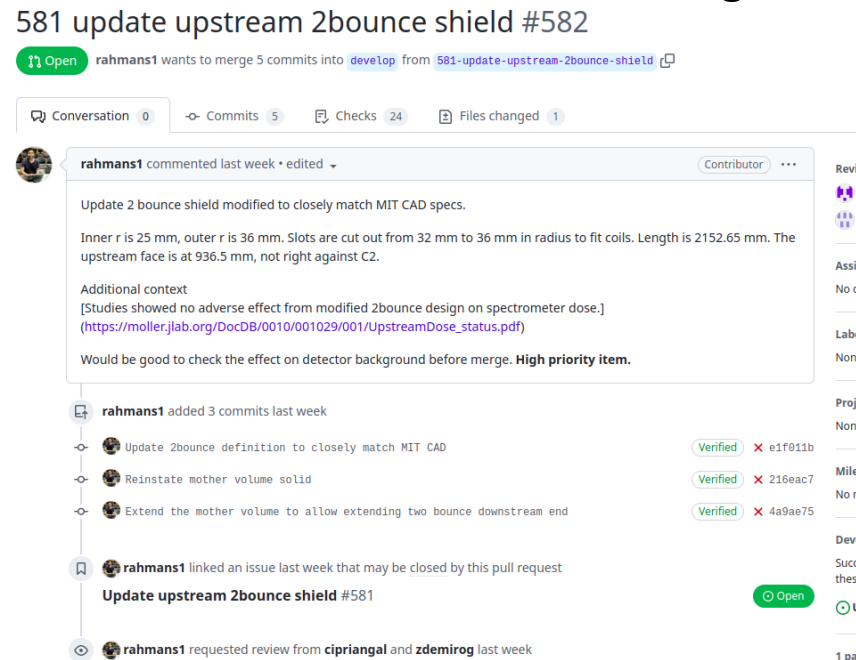 581 update upstream 2bounce shield #582
Open rahmans1 wants to merge 5 commits into develop from 581-update-upstream-2bounce-shield
Conversation 0 Commits 5 Checks 24 Files changed 1
rahmans1 commented last week • edited Contributor ...
Update 2 bounce shield modified to closely match MIT CAD specs.
Inner r is 25 mm, outer r is 36 mm. Slots are cut out from 32 mm to 36 mm in radius to fit coils. Length is 2152.65 mm. The
upstream face is at 936.5 mm, not right against C2.
Additional context
[Studies showed no adverse effect from modified 2bounce design on spectrometer dose.]
(https://moller.jlab.org/DocDB/0010/001029/001/UpstreamDose_status.pdf)
Would be good to check the effect on detector background before merge. High priority item.
rahmans1 added 3 commits last week
Update 2bounce definition to closely match MIT CAD Verified e1f011b
Reinstate mother volume solid Verified 216eac7
Extend the mother volume to allow extending two bounce downstream end Verified 4a9ae75
rahmans1 linked an issue last week that may be closed by this pull request
Update upstream 2bounce shield #581 Open
rahmans1 requested review from cipriangal and zdemirog last week